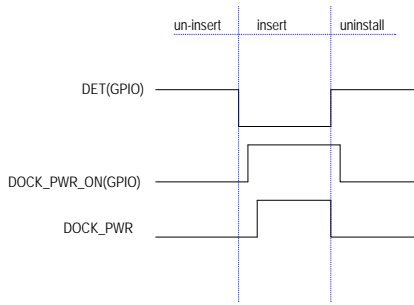 un-insert insert uninstall
DET(GPIO)
DOCK_PWR_ON(GPIO)
DOCK_PWR